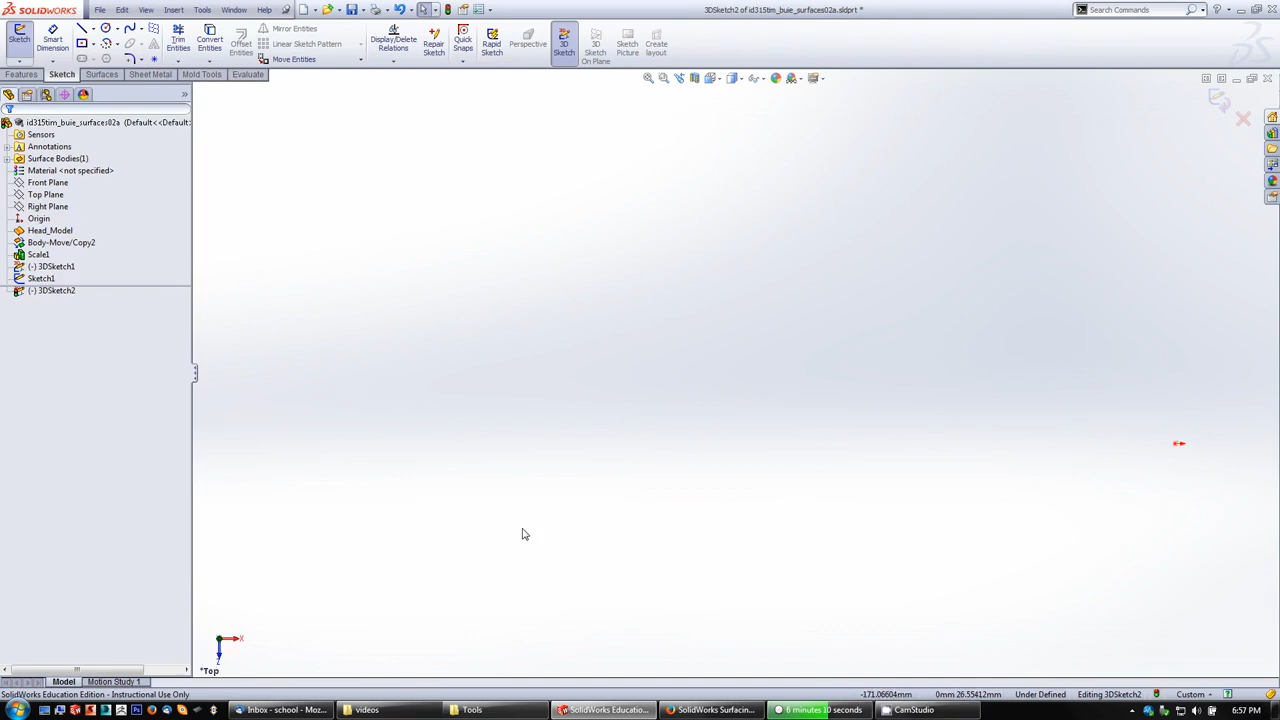 SOLIDWORKS File Edit View Insert Tools Window Help 3DSketch2 of id315tim_buie_surfaces02a.sldprt * Search Commands
Sketch Smart Dimension Trim Entities Convert Entities Offset Entities Mirror Entities Linear Sketch Pattern Move Entities Display/Delete Relations Repair Sketch Quick Snaps Rapid Sketch Perspective 3D Sketch 3D Sketch On Plane Sketch Picture Create layout
Features Sketch Surfaces Sheet Metal Mold Tools Evaluate
id315tim_buie_surfaces02a (Default<<Default:
Sensors
Annotations
Surface Bodies(1)
Material <not specified>
Front Plane
Top Plane
Right Plane
Origin
Head_Model
Body-Move/Copy2
Scale1
(-) 3DSketch1
Sketch1
(-) 3DSketch2
X
Z
*Top
Model Motion Study 1
SolidWorks Education Edition - Instructional Use Only -171.06604mm 0mm 26.55412mm Under Defined Editing 3DSketch2 Custom
Inbox - school - Moz... videos Tools SolidWorks Educatio... SolidWorks Surfacin... 6 minutes 10 seconds CamStudio 6:57 PM